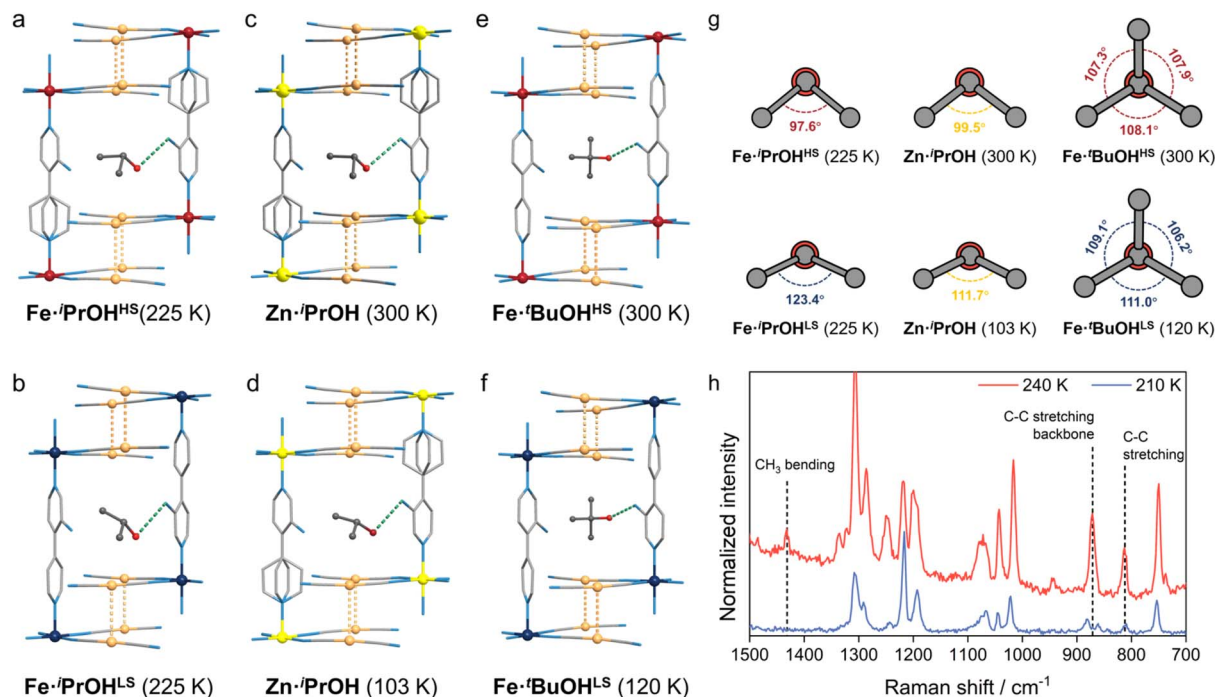 a
c
e
Fe·ⁱPrOHᴴˢ(225 K)
Zn·ⁱPrOH (300 K)
Fe·ᵗBuOHᴴˢ (300 K)
b
d
f
Fe·ⁱPrOHᴸˢ (225 K)
Zn·ⁱPrOH (103 K)
Fe·ᵗBuOHᴸˢ (120 K)
g
97.6°
99.5°
107.3°
107.9°
108.1°
Fe·ⁱPrOHᴴˢ (225 K)
Zn·ⁱPrOH (300 K)
Fe·ᵗBuOHᴴˢ (300 K)
123.4°
111.7°
109.1°
106.2°
111.0°
Fe·ⁱPrOHᴸˢ (225 K)
Zn·ⁱPrOH (103 K)
Fe·ᵗBuOHᴸˢ (120 K)
h
240 K
210 K
C-C stretching
backbone
C-C
stretching
CH₃ bending
Normalized intensity
1500
1400
1300
1200
1100
1000
900
800
700
Raman shift / cm⁻¹